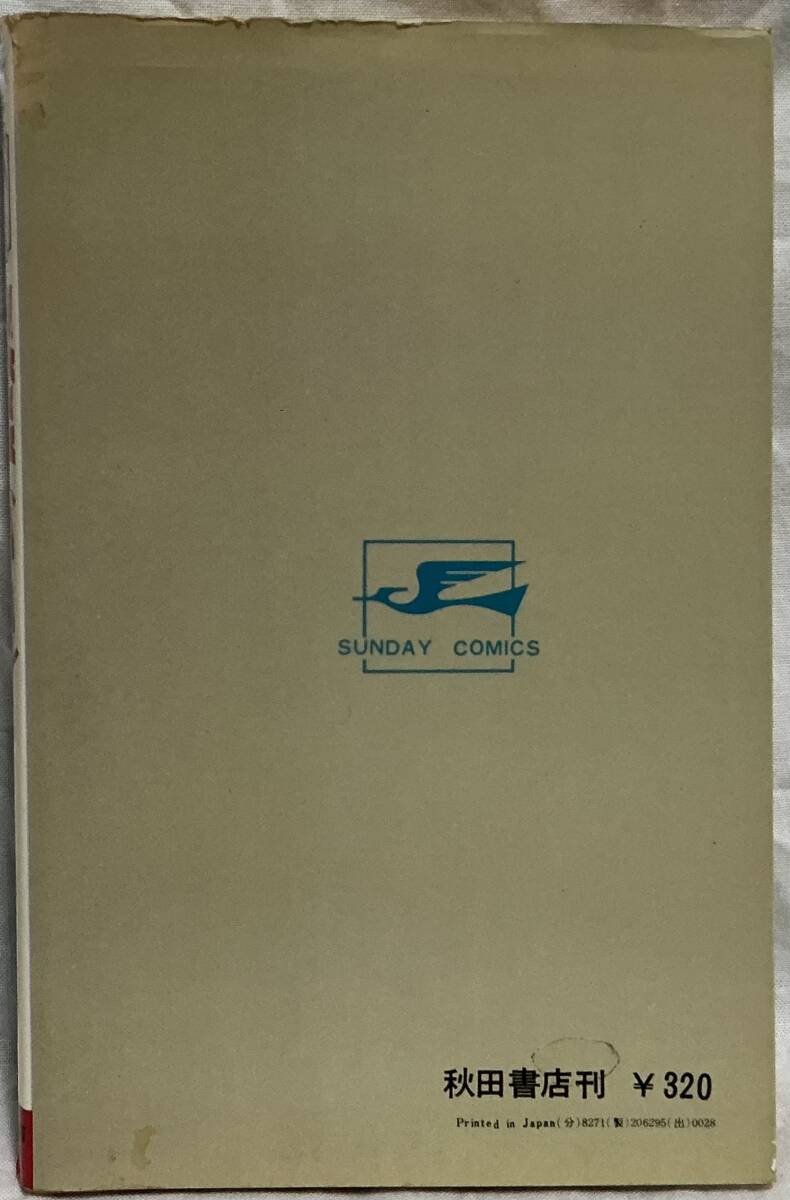 SUNDAY COMICS
秋田書店刊 ¥320
Printed in Japan(分)8271(製)206295(出)0028